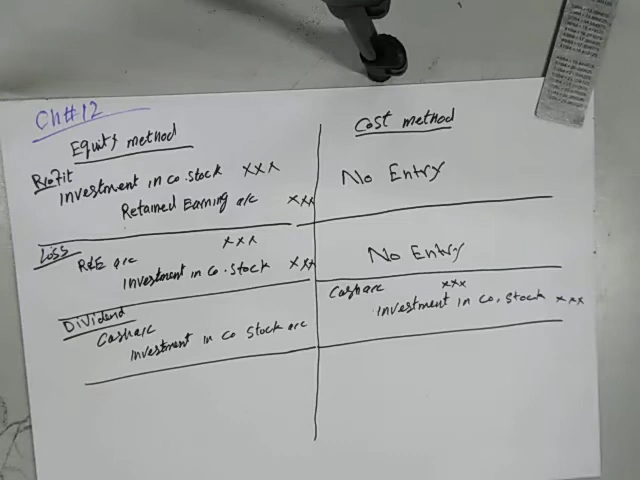 Ch# 12
Equity method
Cost method
Profit
Investment in Co. Stock XXX
Retained Earning a/c XXX
No Entry
Loss
R&E a/c XXX
Investment in Co. Stock XXX
No Entry
Dividend
Cash a/c
Investment in Co Stock a/c
Cash a/c XXX
Investment in Co. Stock XXX